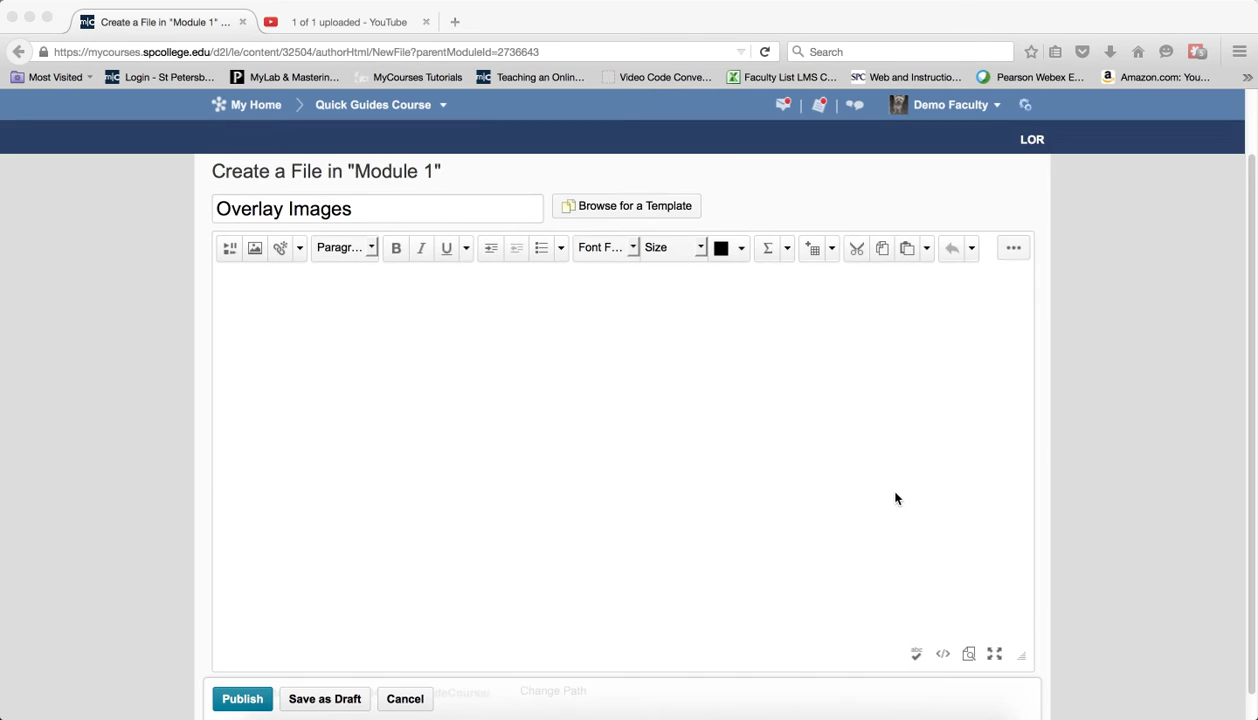 m|c Create a File in "Module 1" ...
1 of 1 uploaded - YouTube
https://mycourses.spcollege.edu/d2l/le/content/32504/authorHtml/NewFile?parentModuleId=2736643
Search
Most Visited
m|c Login - St Petersb...
P MyLab & Mastering...
MyCourses Tutorials
m|c Teaching an Onlin...
Video Code Conve...
Faculty List LMS C...
SPC Web and Instructio...
Pearson Webex E...
a Amazon.com: You...
My Home
Quick Guides Course
Demo Faculty
LOR
Create a File in "Module 1"
Overlay Images
Browse for a Template
Paragr...
B I U
Font F...
Size
Σ
abc
</>
Publish
Save as Draft
Cancel
Change Path